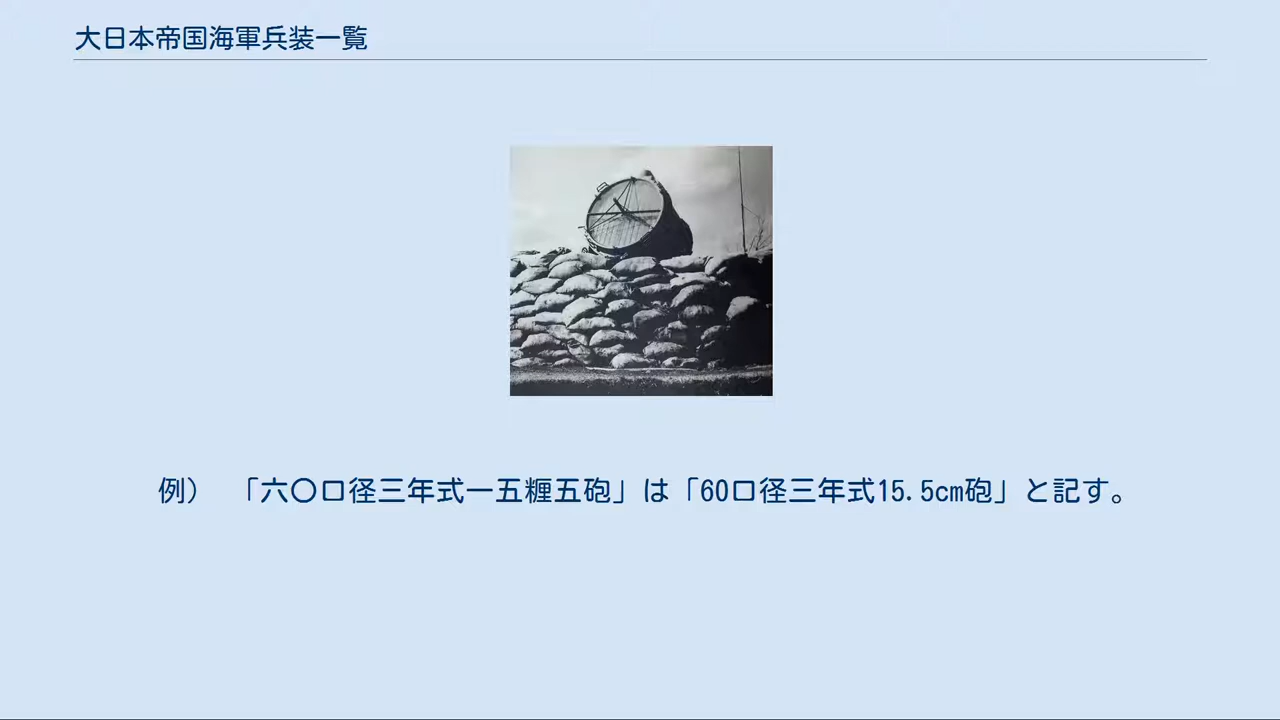 大日本帝国海軍兵装一覧
例）　「六〇口径三年式一五糎五砲」は「60口径三年式15.5cm砲」と記す。